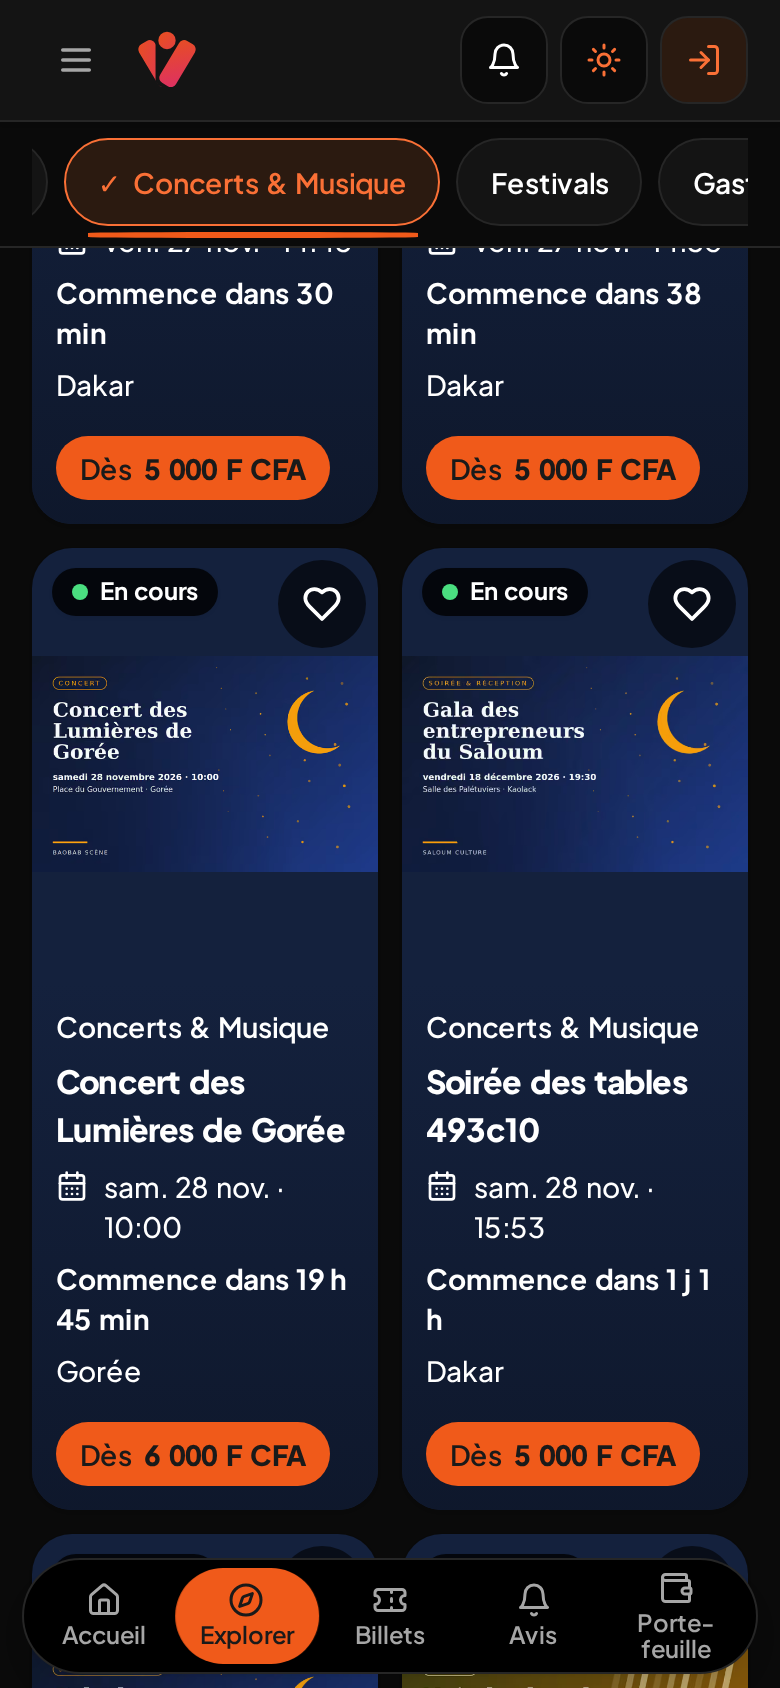 ✓ Concerts & Musique
Festivals
Commence dans 30
min
Dakar
Dès 5 000 F CFA
Commence dans 38
min
Dakar
Dès 5 000 F CFA
En cours
CONCERT
Concert des
Lumières de
Gorée
samedi 28 novembre 2026 · 10:00
Place du Gouvernement · Gorée
BAOBAB SCÈNE
Concerts & Musique
Concert des
Lumières de Gorée
sam. 28 nov. ·
10:00
Commence dans 19 h
45 min
Gorée
Dès 6 000 F CFA
En cours
SOIRÉE & RÉCEPTION
Gala des
entrepreneurs
du Saloum
vendredi 18 décembre 2026 · 19:30
Salle des Palétuviers · Kaolack
SALOUM CULTURE
Concerts & Musique
Soirée des tables
493c10
sam. 28 nov. ·
15:53
Commence dans 1 j 1
h
Dakar
Dès 5 000 F CFA
Accueil
Explorer
Billets
Avis
Porte-
feuille